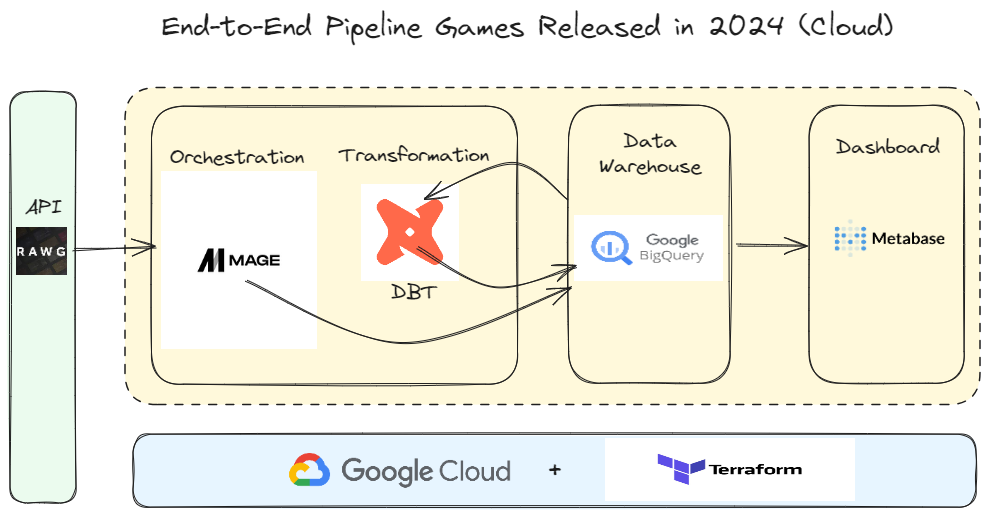 End-to-End Pipeline Games Released in 2024 (Cloud)
API
RAWG
Orchestration
MAGE
Transformation
DBT
Data
Warehouse
Google
BigQuery
Dashboard
Metabase
Google Cloud
+
Terraform